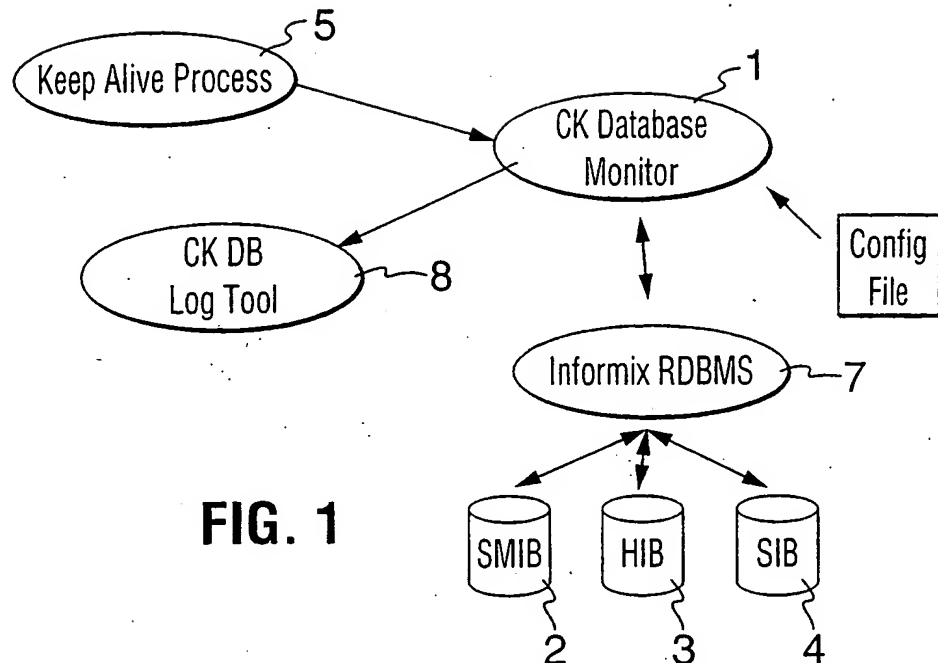 5
Keep Alive Process
1
CK Database
Monitor
CK DB
Log Tool
8
Config
File
Informix RDBMS
7
FIG. 1
SMIB
HIB
SIB
2
3
4